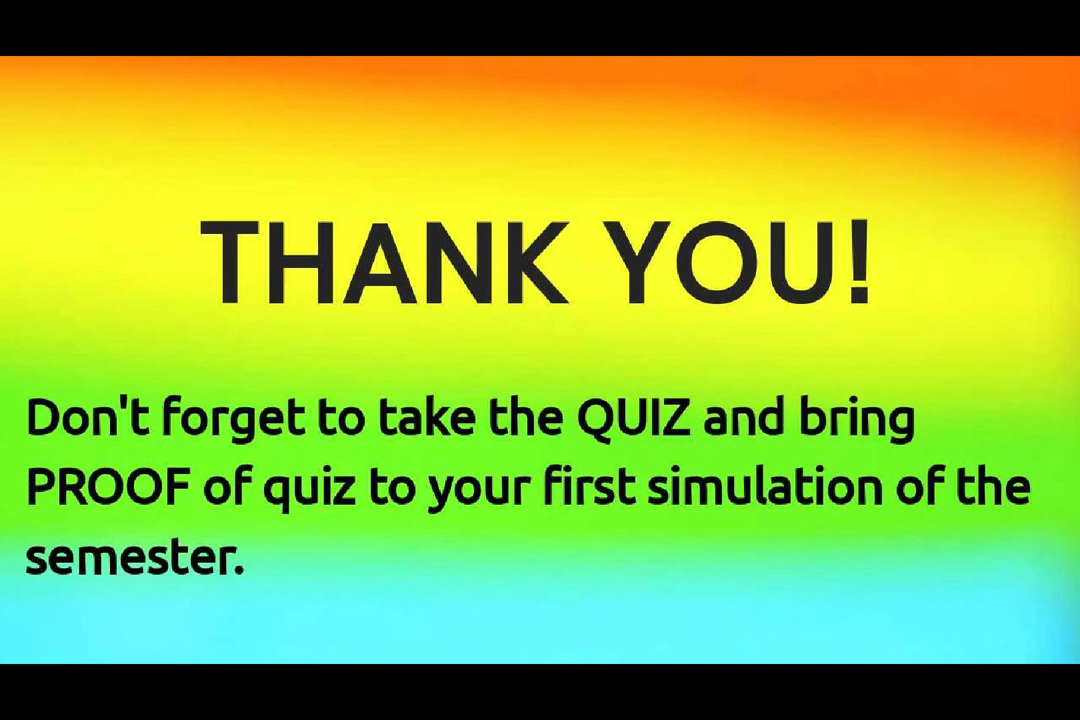 THANK YOU!
Don't forget to take the QUIZ and bring
PROOF of quiz to your first simulation of the
semester.